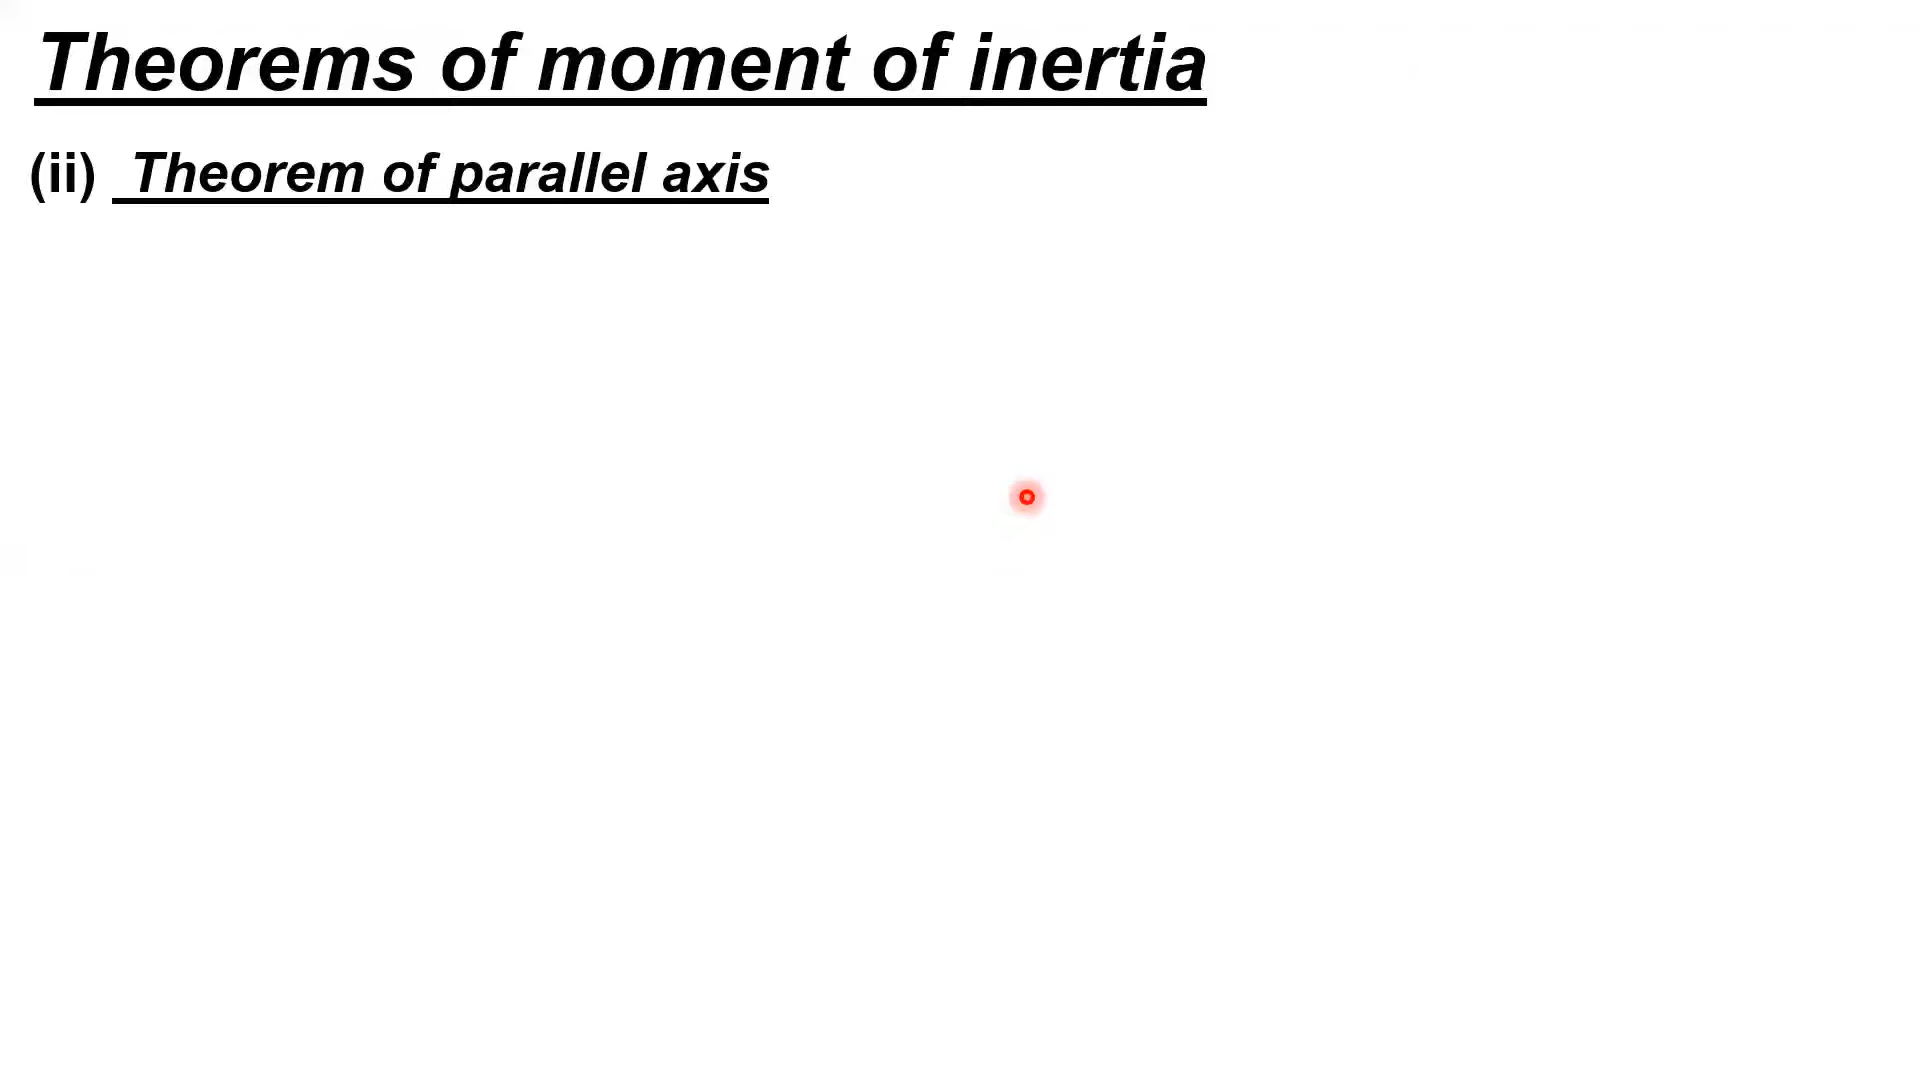 Theorems of moment of inertia
(ii) Theorem of parallel axis